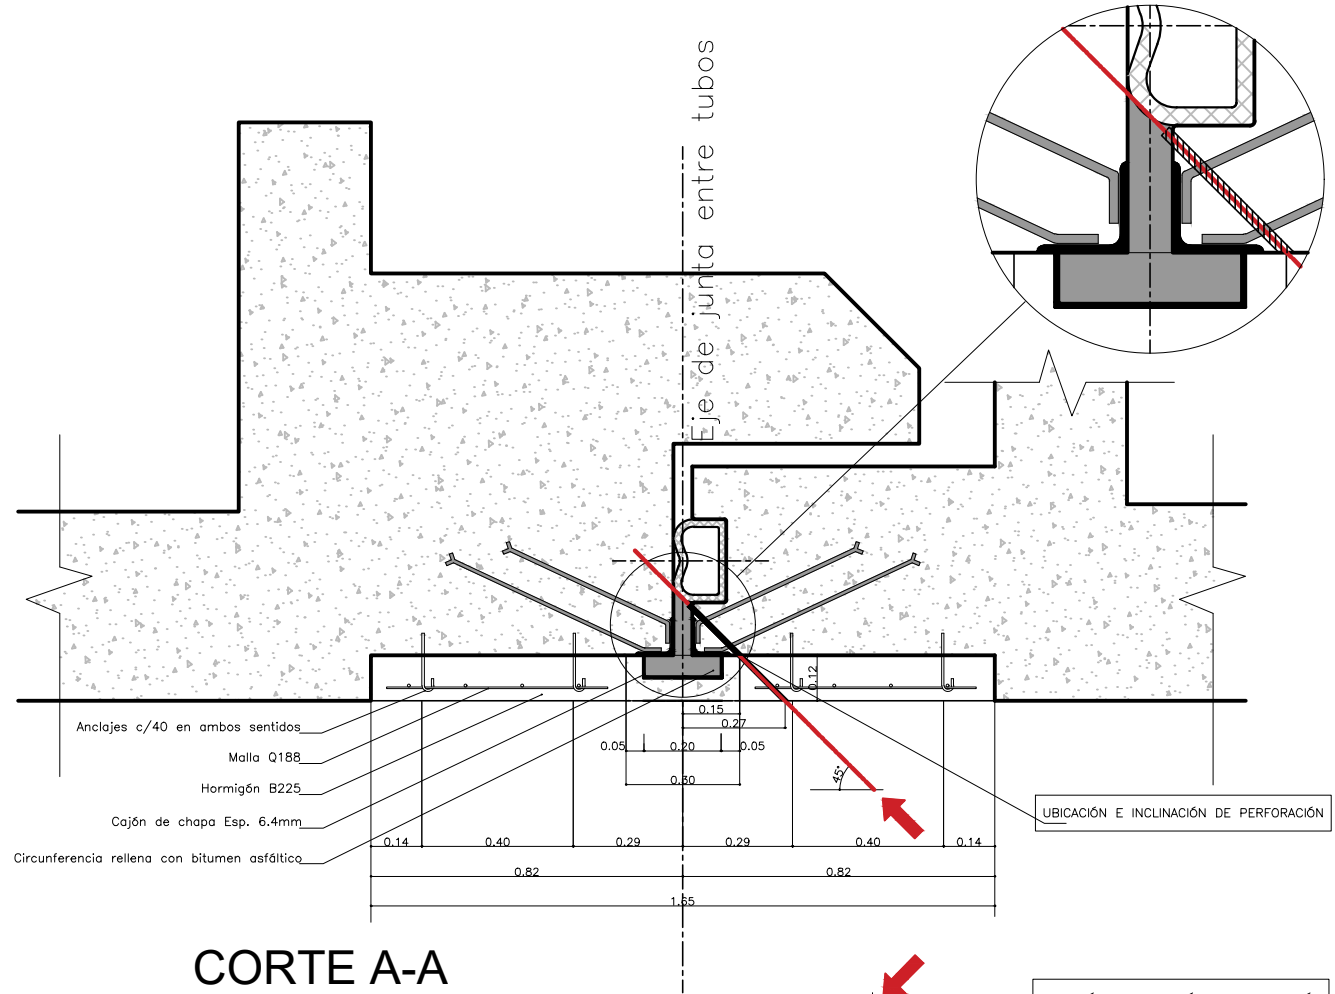 Eje de junta entre tubos
Anclajes c/40 en ambos sentidos
Malla Q188
Hormigón B225
Cajón de chapa Esp. 6.4mm
Circunferencia rellena con bitumen asfáltico
0.12
0.15
0.27
0.05
0.20
0.05
0.30
45°
UBICACIÓN E INCLINACIÓN DE PERFORACIÓN
0.14
0.40
0.29
0.29
0.40
0.14
0.82
0.82
1.65
CORTE A-A